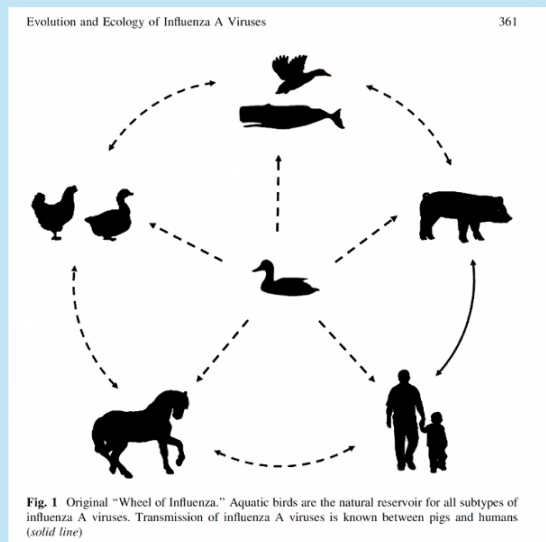 Evolution and Ecology of Influenza A Viruses 361
Fig. 1 Original “Wheel of Influenza.” Aquatic birds are the natural reservoir for all subtypes of
influenza A viruses. Transmission of influenza A viruses is known between pigs and humans
(solid line)